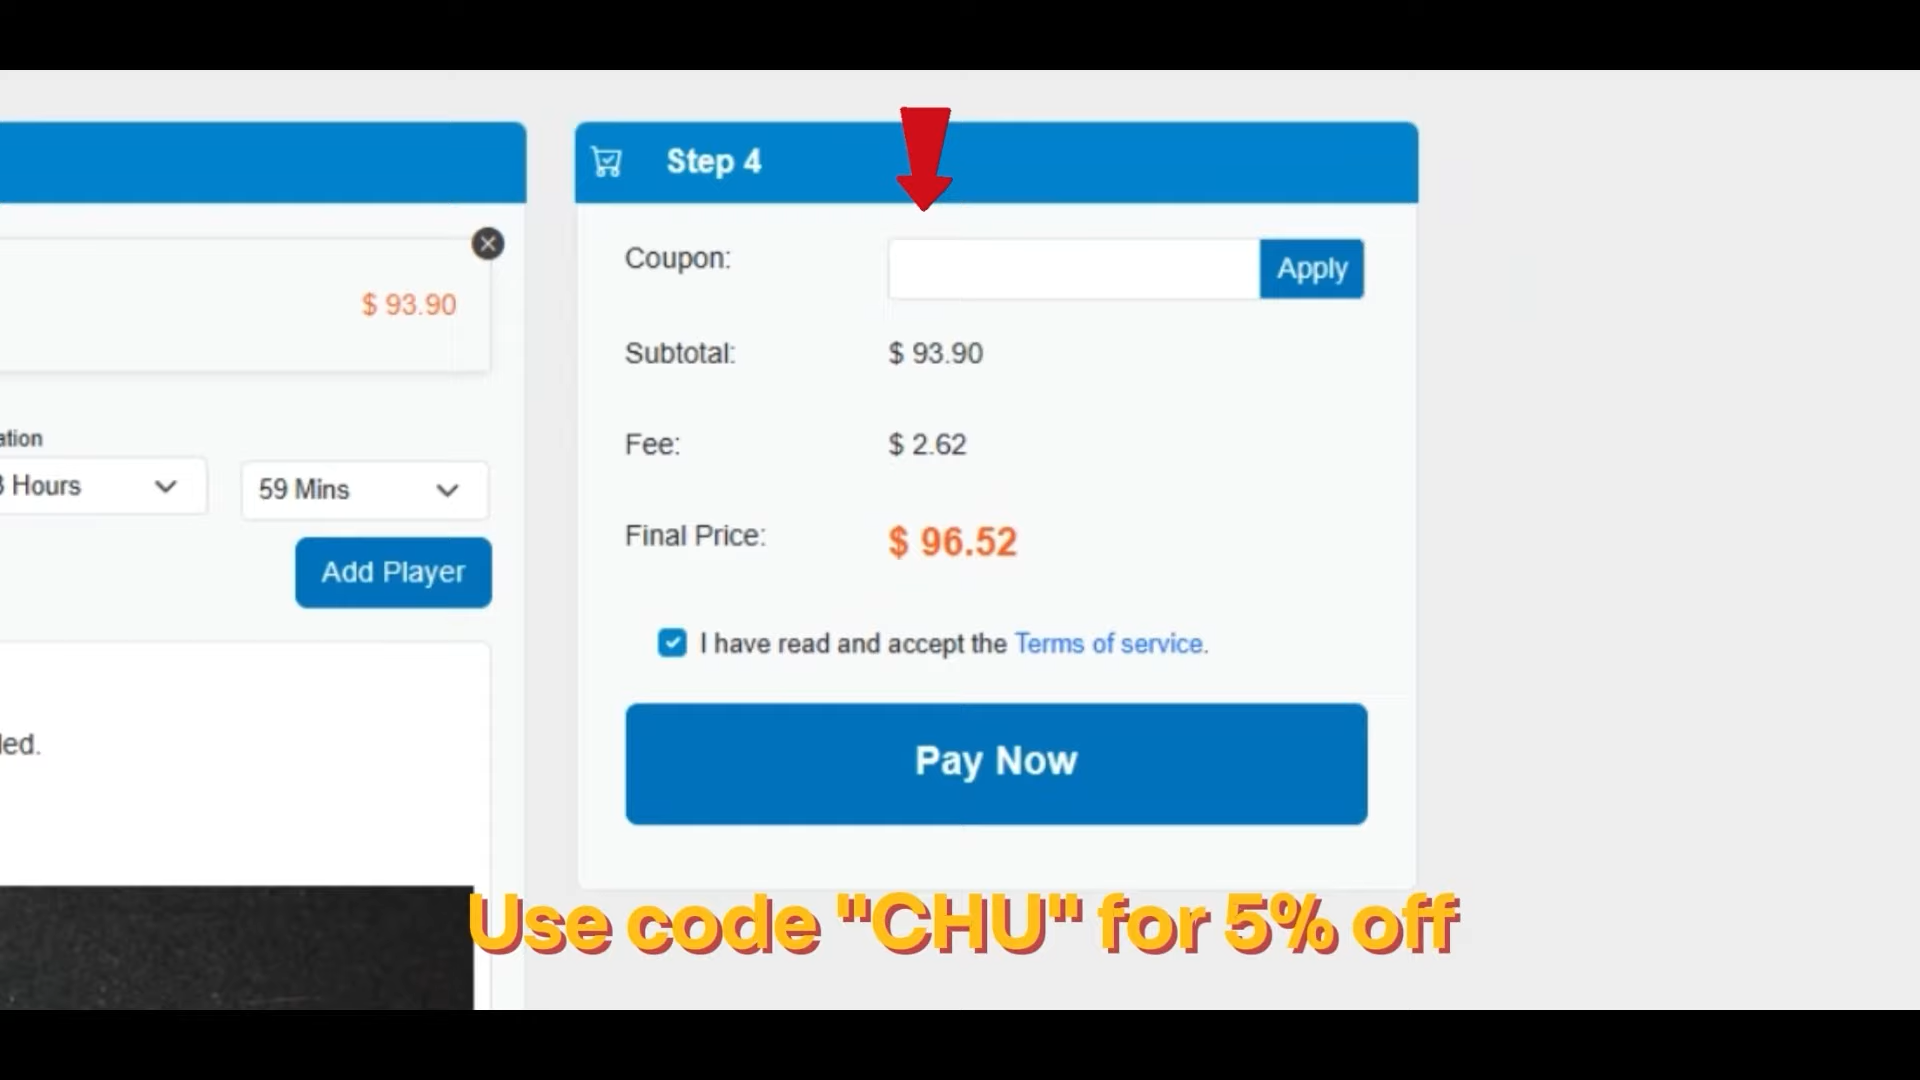 $ 93.90
ation
3 Hours
59 Mins
Add Player
led.
Step 4
Coupon:
Apply
Subtotal: $ 93.90
Fee: $ 2.62
Final Price: $ 96.52
I have read and accept the Terms of service.
Pay Now
Use code "CHU" for 5% off